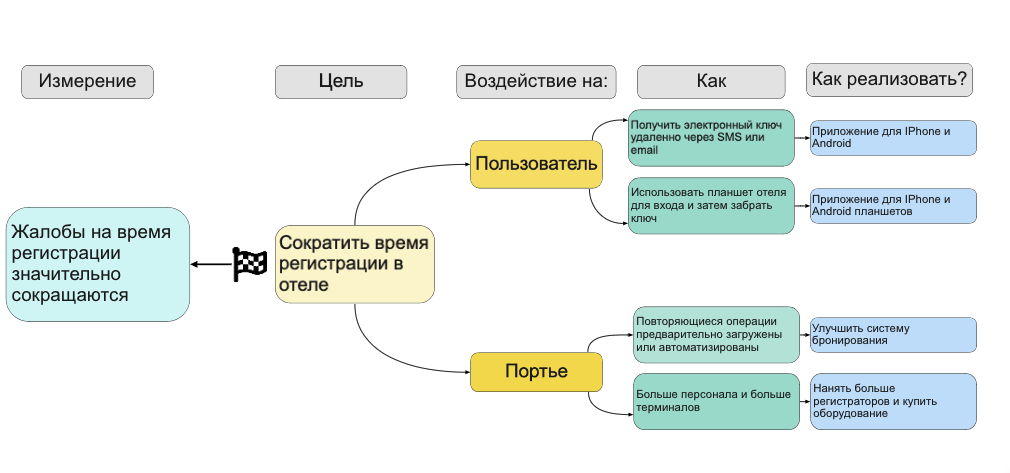 Измерение
Цель
Воздействие на:
Как
Как реализовать?
Жалобы на время
регистрации
значительно
сокращаются
Сократить время
регистрации в
отеле
Пользователь
Получить электронный ключ
удаленно через SMS или
email
Приложение для IPhone и
Android
Использовать планшет отеля
для входа и затем забрать
ключ
Приложение для IPhone и
Android планшетов
Портье
Повторяющиеся операции
предварительно загружены
или автоматизированы
Улучшить систему
бронирования
Больше персонала и больше
терминалов
Нанять больше
регистраторов и купить
оборудование